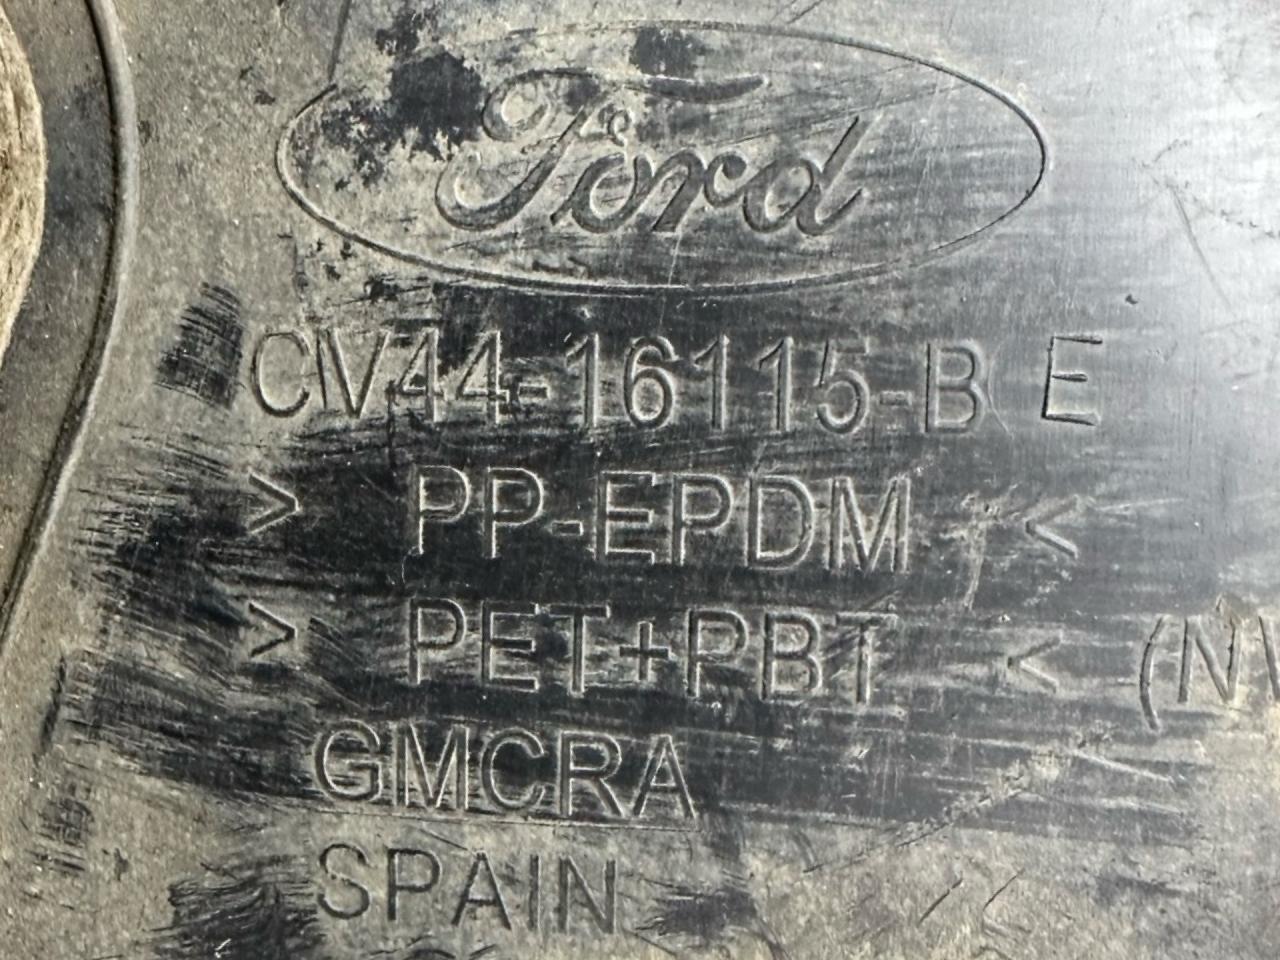 Ford
CV44-16115-B E
> PP-EPDM <
> PET+PBT < (N
GMCRA
SPAIN